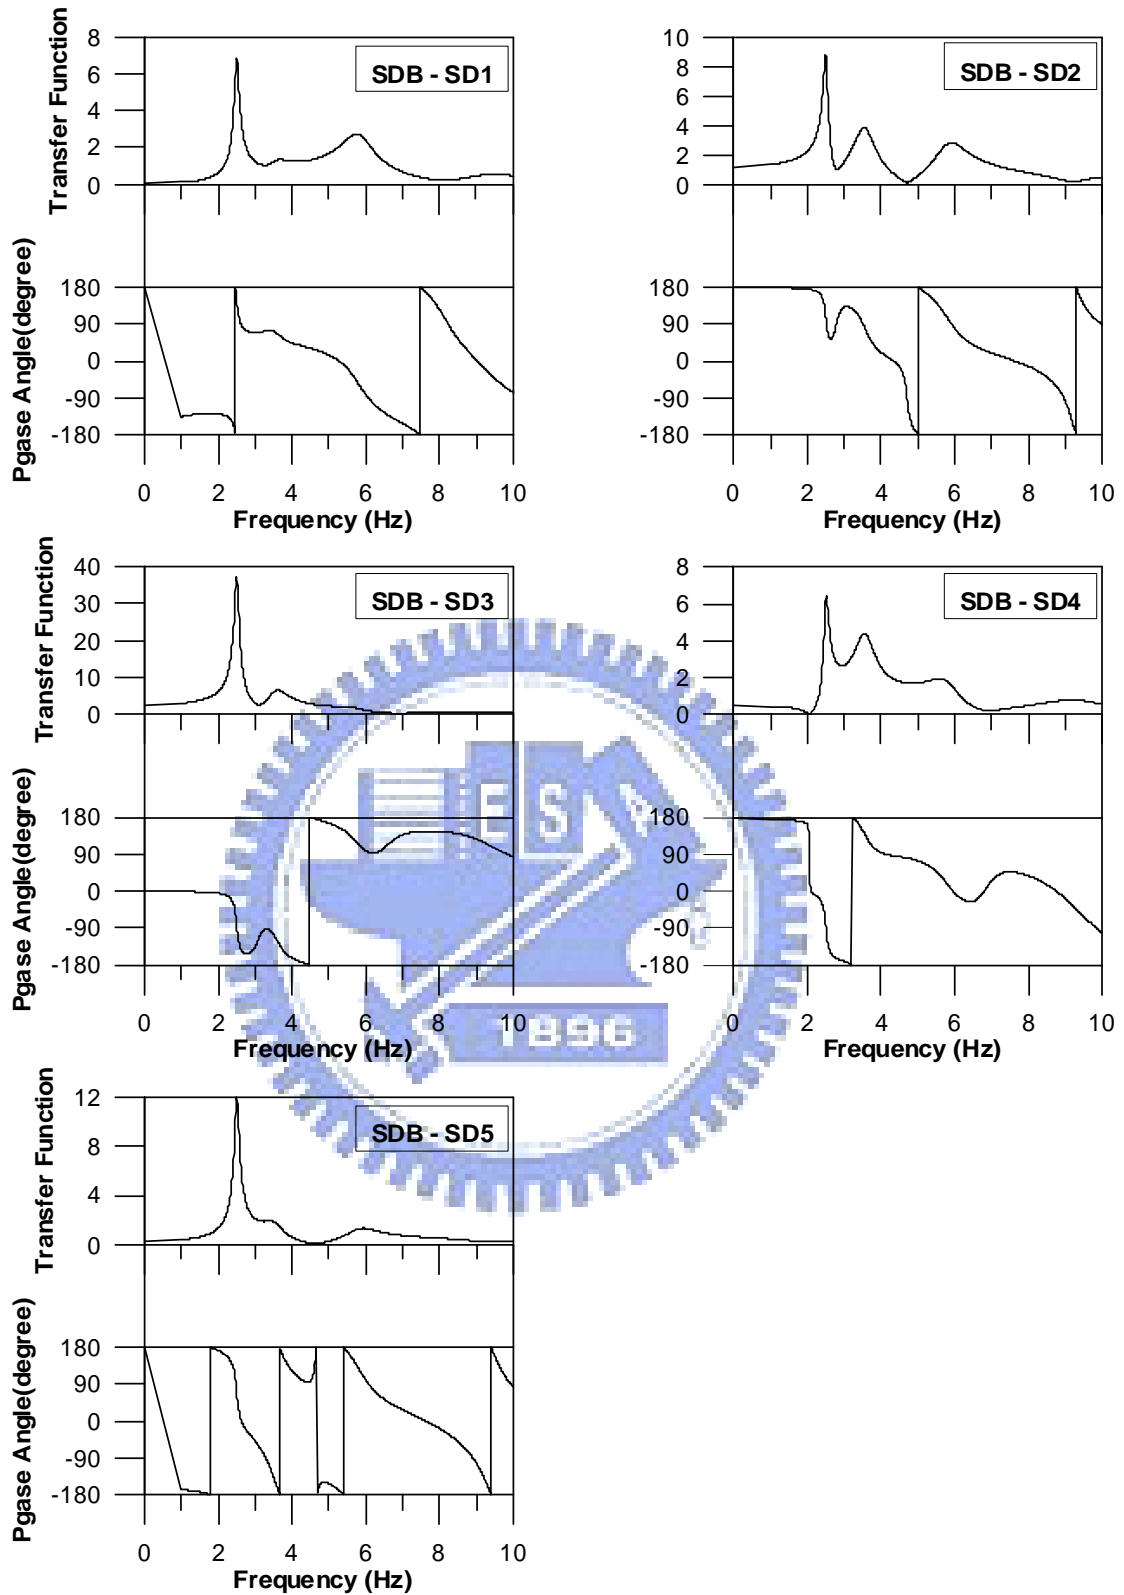 Transfer Function
8
6
4
2
0
SDB - SD1
Pgase Angle(degree)
180
90
0
-90
-180
0 2 4 6 8 10
Frequency (Hz)
Transfer Function
10
8
6
4
2
0
SDB - SD2
180
90
0
-90
-180
0 2 4 6 8 10
Frequency (Hz)
Transfer Function
40
30
20
10
0
SDB - SD3
Pgase Angle(degree)
180
90
0
-90
-180
0 2 4 6 8 10
Frequency (Hz)
8
6
4
2
0
SDB - SD4
180
90
0
-90
-180
0 2 4 6 8 10
Frequency (Hz)
E S A
1896
Transfer Function
12
8
4
0
SDB - SD5
Pgase Angle(degree)
180
90
0
-90
-180
0 2 4 6 8 10
Frequency (Hz)